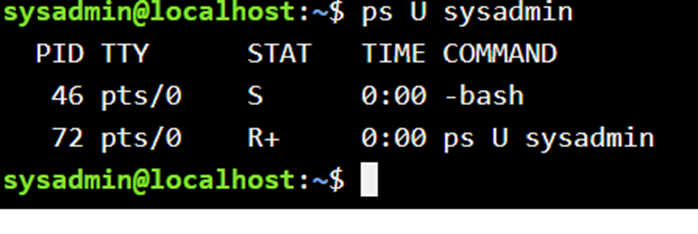 sysadmin@localhost:~$ ps U sysadmin
PID TTY STAT TIME COMMAND
46 pts/0 S 0:00 -bash
72 pts/0 R+ 0:00 ps U sysadmin
sysadmin@localhost:~$